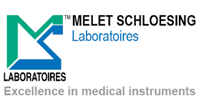 ™ MELET SCHLOESING
Laboratoires
LABORATOIRES
Excellence in medical instruments